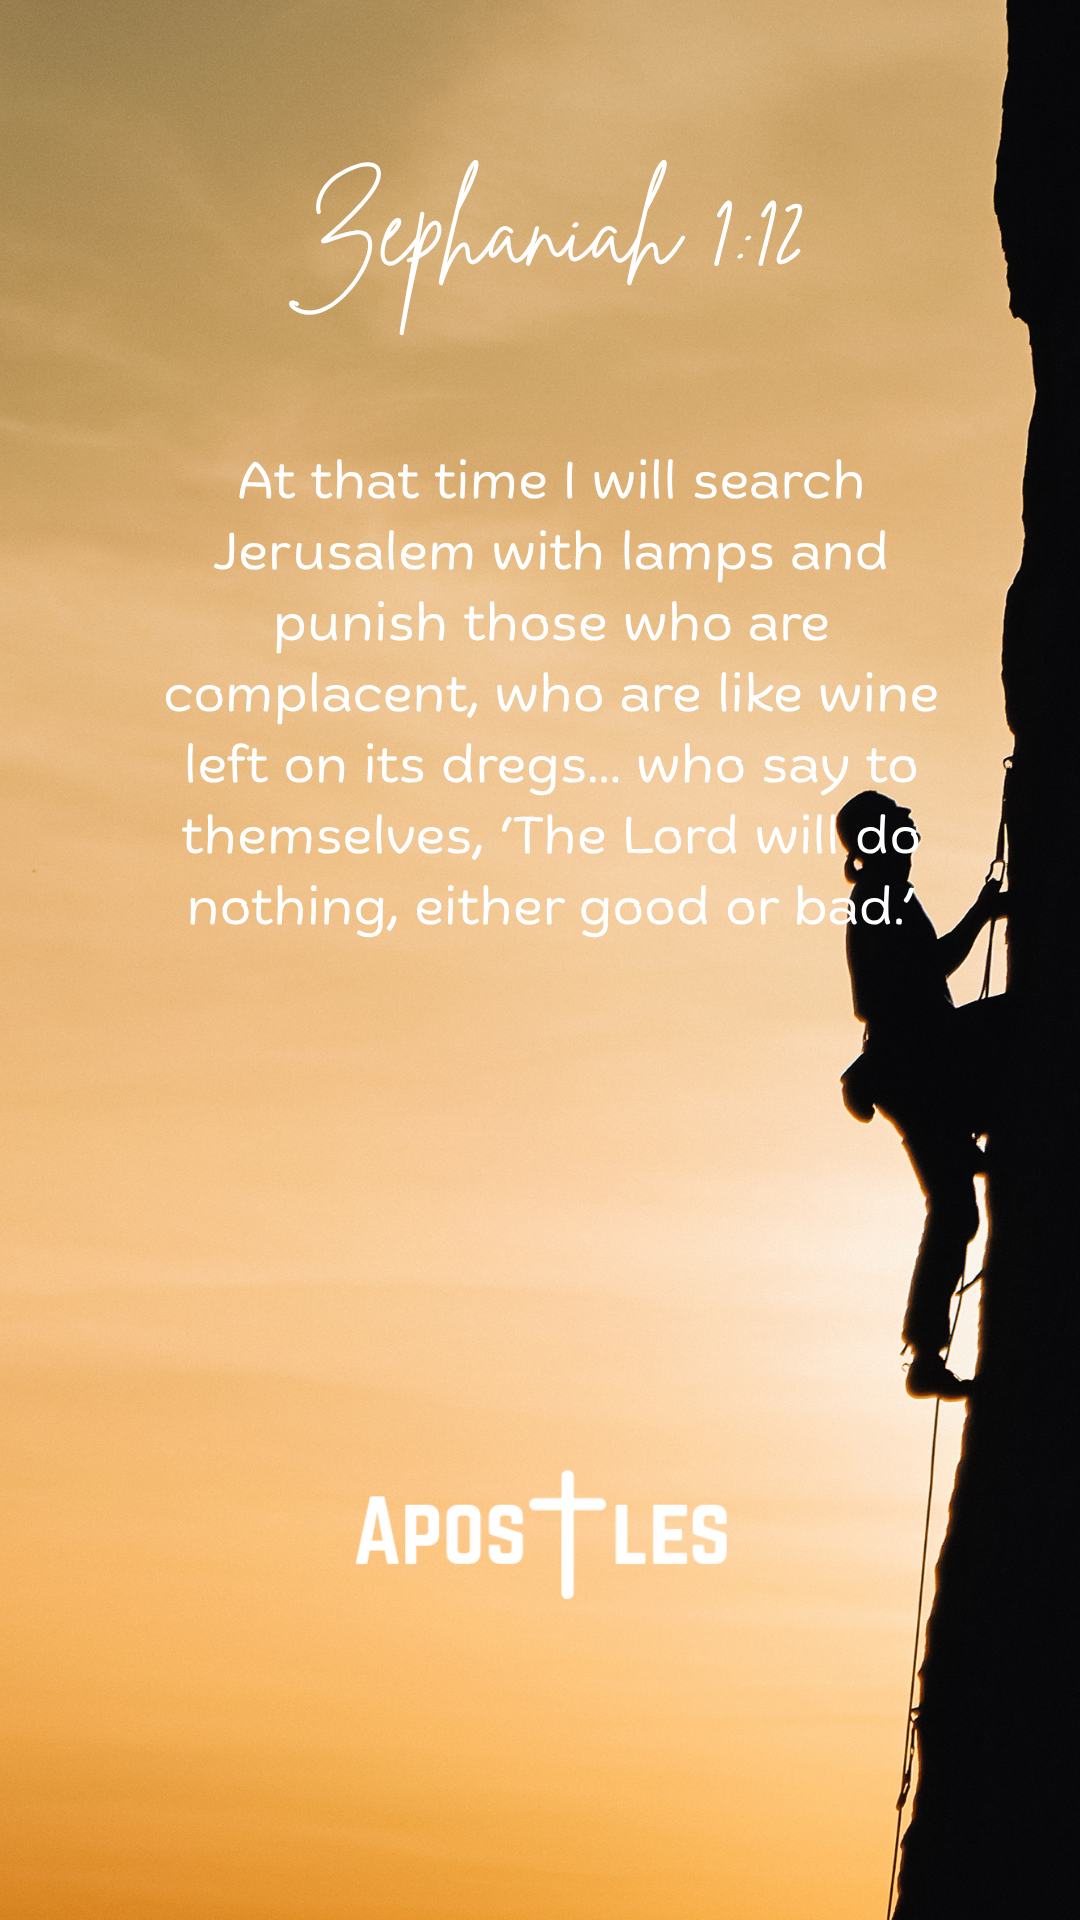 Zephaniah 1:12
At that time I will search
Jerusalem with lamps and
punish those who are
complacent, who are like wine
left on its dregs... who say to
themselves, ‘The Lord will do
nothing, either good or bad.’
APOSTLES